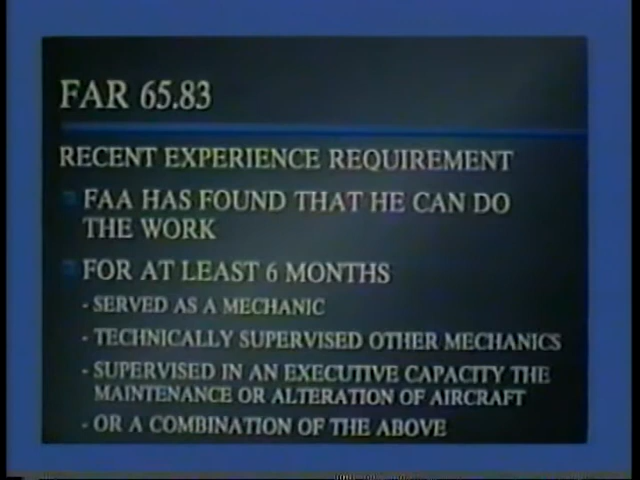 FAR 65.83
RECENT EXPERIENCE REQUIREMENT
FAA HAS FOUND THAT HE CAN DO
THE WORK
FOR AT LEAST 6 MONTHS
- SERVED AS A MECHANIC
- TECHNICALLY SUPERVISED OTHER MECHANICS
- SUPERVISED IN AN EXECUTIVE CAPACITY THE
MAINTENANCE OR ALTERATION OF AIRCRAFT
- OR A COMBINATION OF THE ABOVE